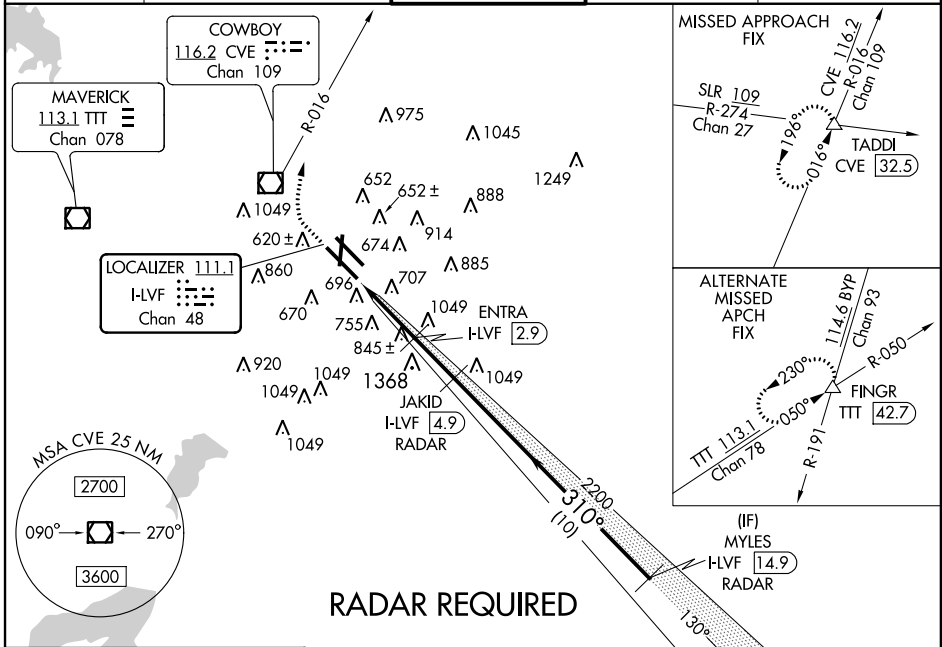 COWBOY
116.2 CVE
Chan 109
MAVERICK
113.1 TTT
Chan 078
R-016
975
1045
1249
652
652 ±
888
1049
620 ±
674
914
LOCALIZER 111.1
I-LVF
Chan 48
860
885
696
707
670
1049
755
ENTRA
I-LVF 2.9
845 ±
920
1368
1049
1049
1049
JAKID
I-LVF 4.9
RADAR
1049
MSA CVE 25 NM
2700
090°
270°
3600
2200
310°
(10)
(IF)
MYLES
I-LVF 14.9
RADAR
130°
RADAR REQUIRED
MISSED APPROACH
FIX
CVE 116.2
R-016
Chan 109
SLR 109
R-274
Chan 27
196°
016°
TADDI
CVE 32.5
ALTERNATE
MISSED
APCH
FIX
114.6 BYP
Chan 93
R-050
230°
050°
FINGR
TTT 42.7
TTT 113.1
Chan 78
R-191